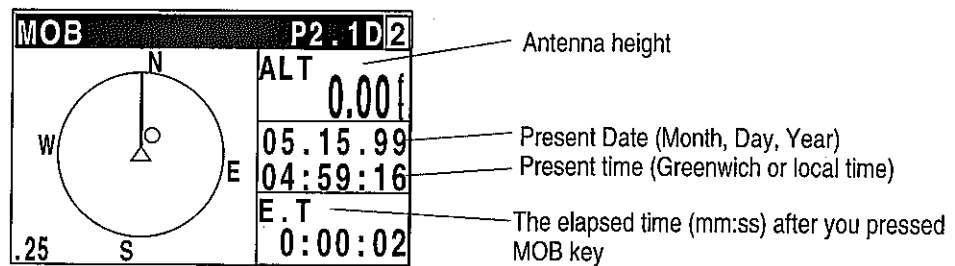 MOB P2.1D 2
N
W
E
S
.25
ALT
0.00f
05.15.99
04:59:16
E.T
0:00:02
Antenna height
Present Date (Month, Day, Year)
Present time (Greenwich or local time)
The elapsed time (mm:ss) after you pressed
MOB key